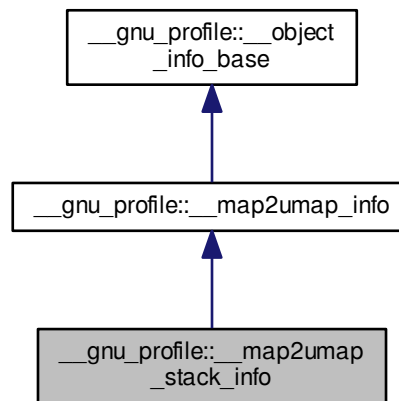 __gnu_profile::__object
_info_base
__gnu_profile::__map2umap_info
__gnu_profile::__map2umap
_stack_info